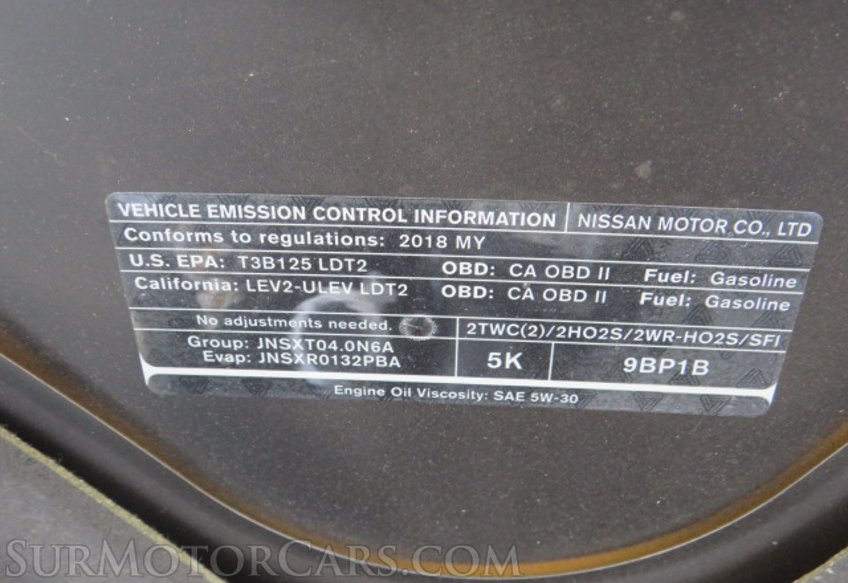 VEHICLE EMISSION CONTROL INFORMATION NISSAN MOTOR CO., LTD
Conforms to regulations: 2018 MY
U.S. EPA: T3B125 LDT2 OBD: CA OBD II Fuel: Gasoline
California: LEV2-ULEV LDT2 OBD: CA OBD II Fuel: Gasoline
No adjustments needed. 2TWC(2)/2HO2S/2WR-HO2S/SFI
Group: JNSXT04.0N6A
Evap: JNSXR0132PBA
5K 9BP1B
Engine Oil Viscosity: SAE 5W-30
SURMOTORCARS.COM